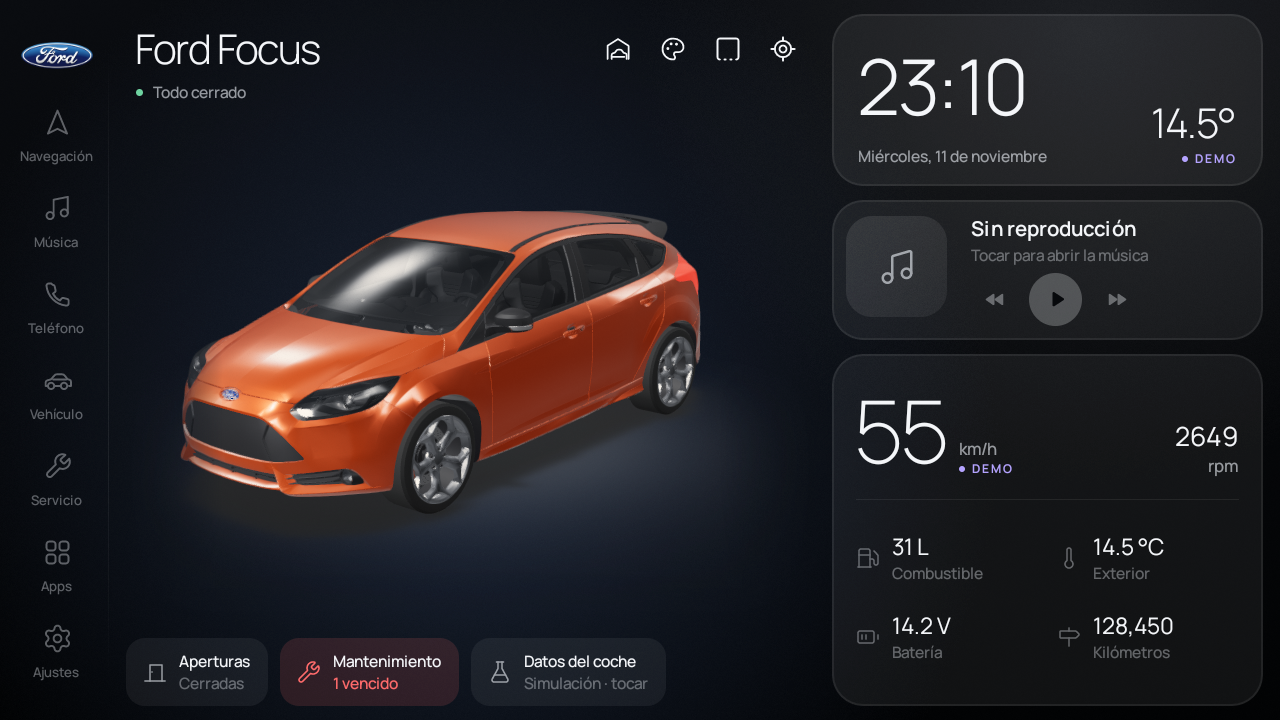 Ford
Navegación
Música
Teléfono
Vehículo
Servicio
Apps
Ajustes
Ford Focus
Todo cerrado
Aperturas
Cerradas
Mantenimiento
1 vencido
Datos del coche
Simulación · tocar
23:10
14.5°
Miércoles, 11 de noviembre
DEMO
Sin reproducción
Tocar para abrir la música
55
km/h
DEMO
2649
rpm
31 L
Combustible
14.5 °C
Exterior
14.2 V
Batería
128,450
Kilómetros